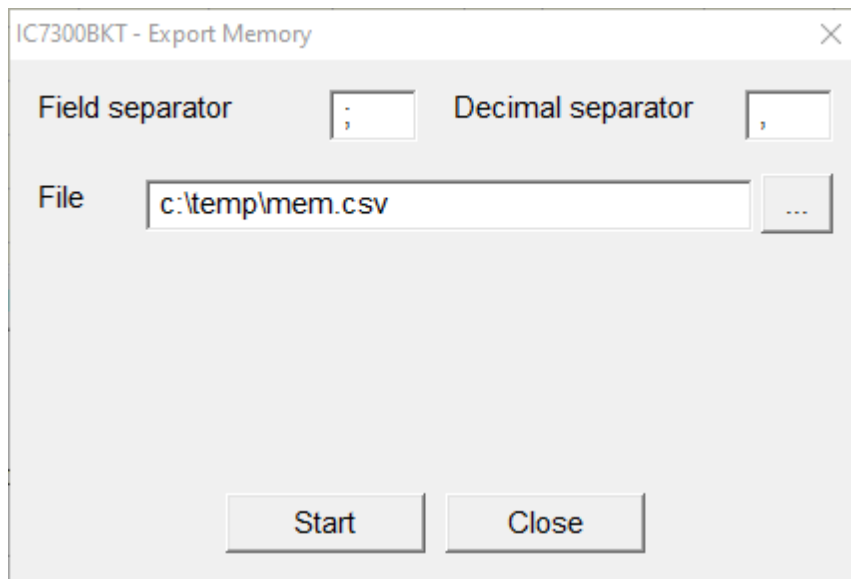 IC7300BKT - Export Memory
Field separator ; Decimal separator ,
File c:\temp\mem.csv ...
Start Close